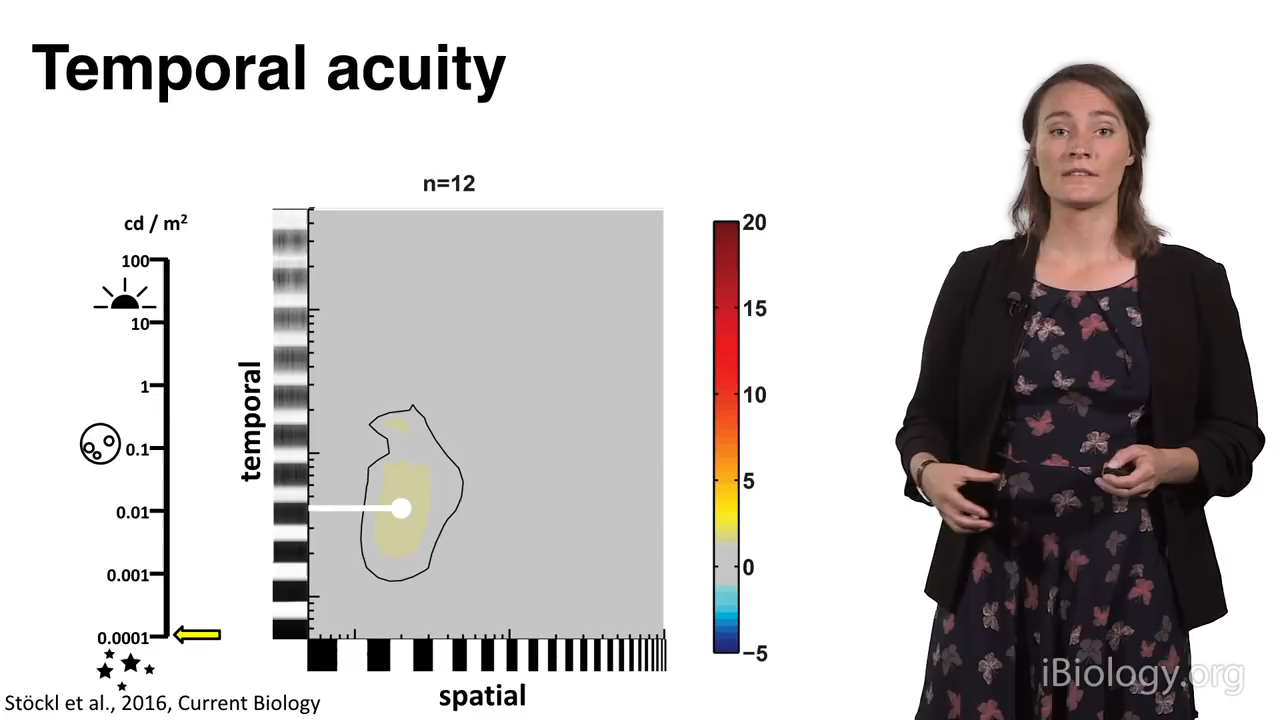 Temporal acuity
n=12
cd / m²
100
10
1
0.1
0.01
0.001
0.0001
temporal
spatial
20
15
10
5
0
−5
Stöckl et al., 2016, Current Biology
iBiology.org